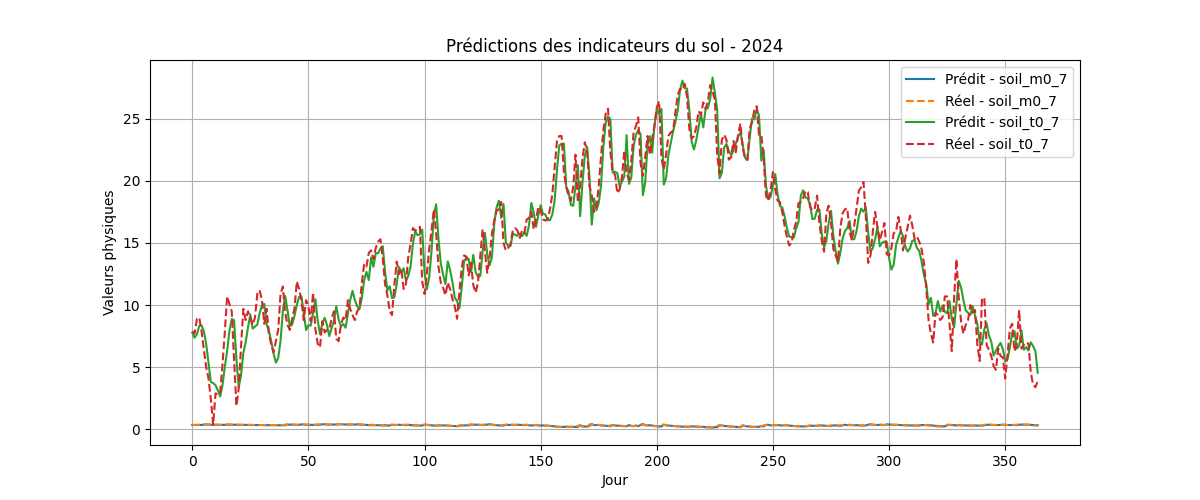 Prédictions des indicateurs du sol - 2024
Prédit - soil_m0_7
Réel - soil_m0_7
Prédit - soil_t0_7
Réel - soil_t0_7
Valeurs physiques
25
20
15
10
5
0
0 50 100 150 200 250 300 350
Jour